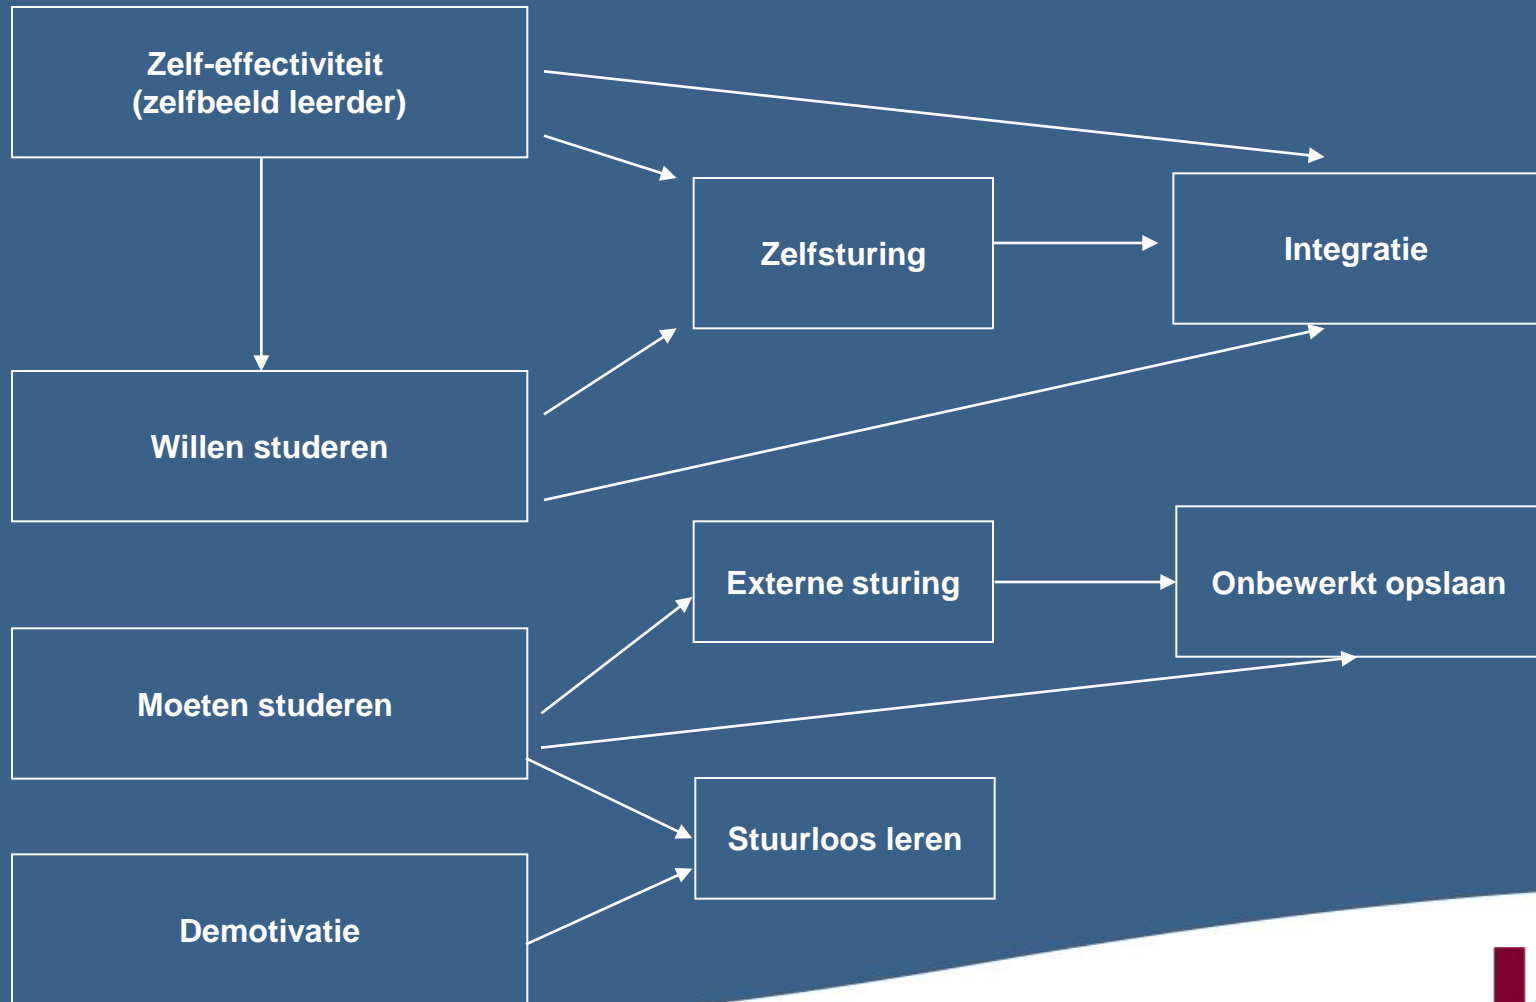 Zelf-effectiviteit
(zelfbeeld leerder)
Zelfsturing
Integratie
Willen studeren
Externe sturing
Onbewerkt opslaan
Moeten studeren
Stuurloos leren
Demotivatie